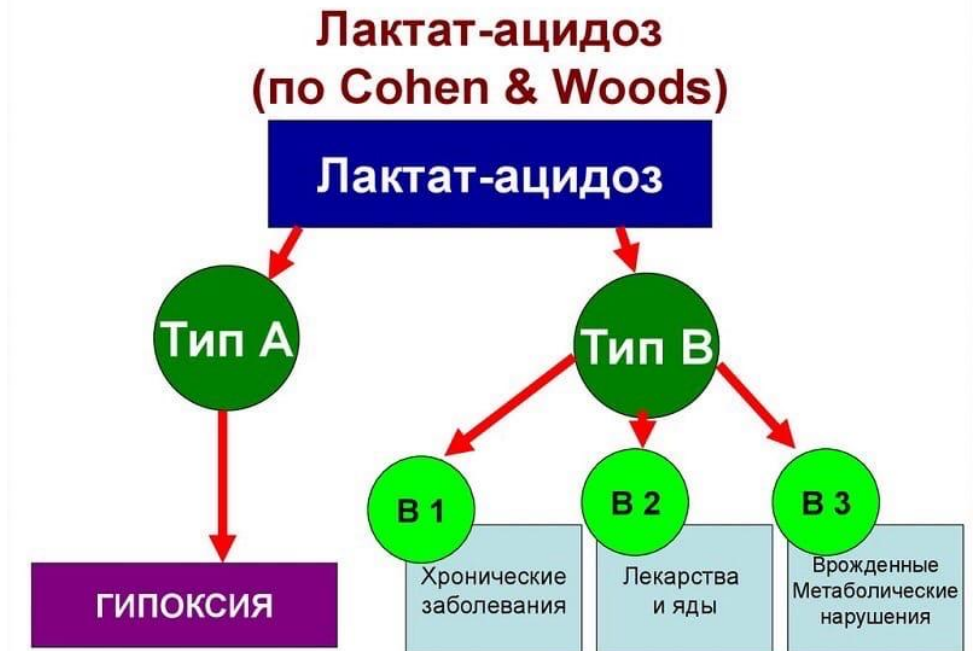 Лактат-ацидоз
(по Cohen & Woods)
Лактат-ацидоз
Тип А
Тип В
В 1
В 2
В 3
ГИПОКСИЯ
Хронические
заболевания
Лекарства
и яды
Врожденные
Метаболические
нарушения